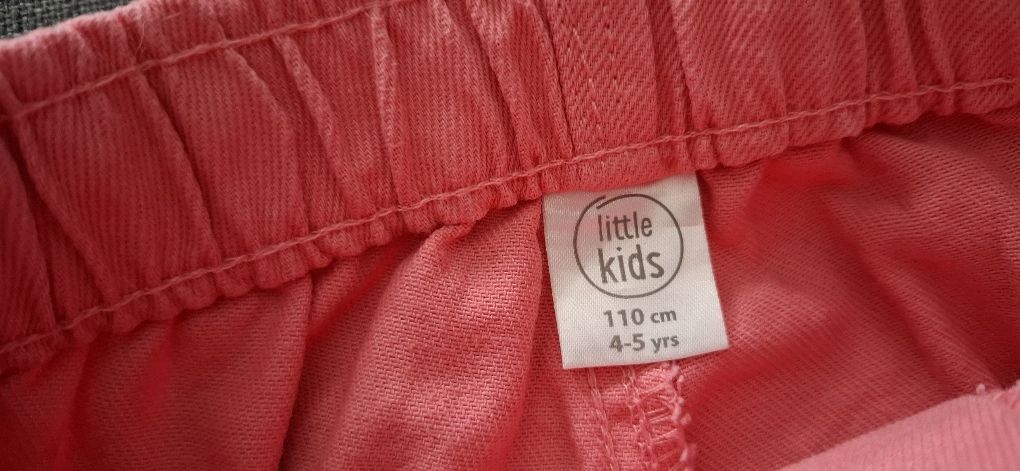 little
kids
110 cm
4-5 yrs